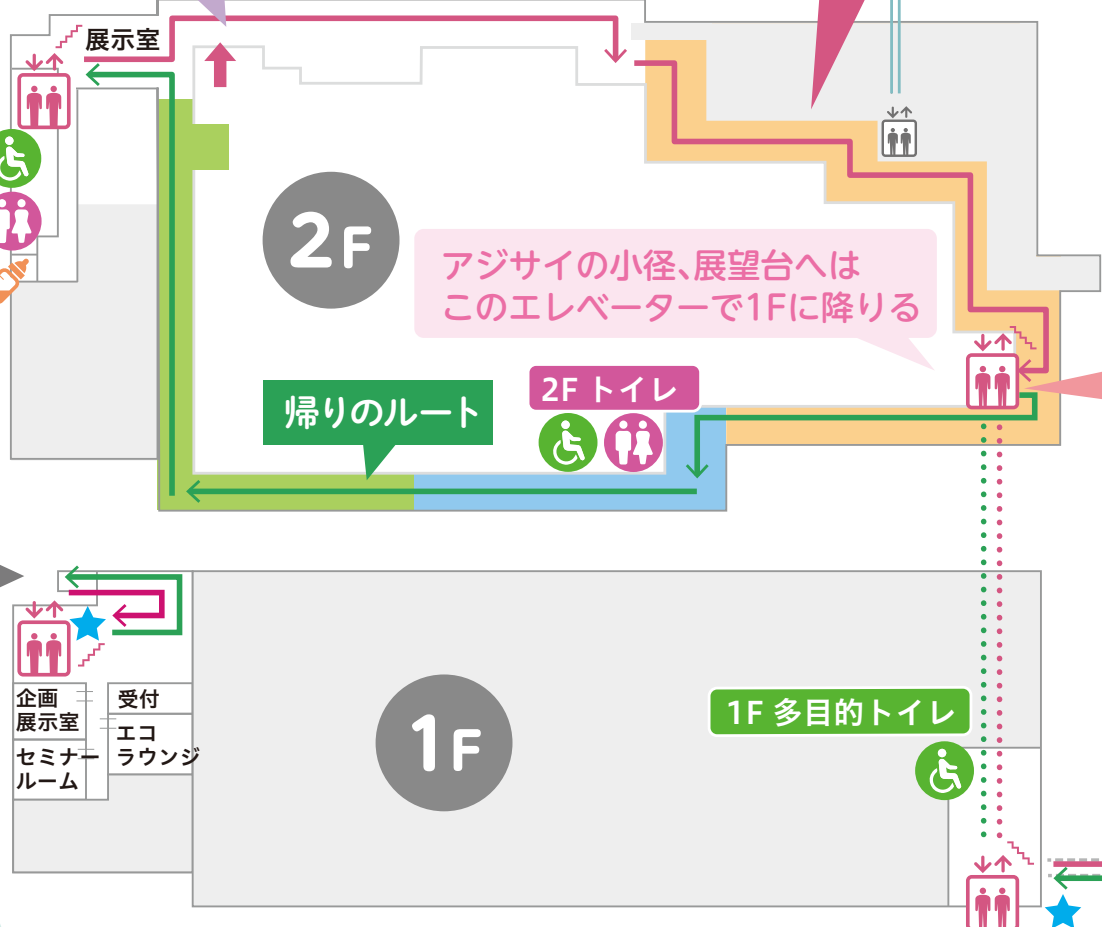 展示室
2F
アジサイの小径、展望台へは
このエレベーターで1Fに降りる
2F トイレ
帰りのルート
企画
展示室
セミナー
ルーム
受付
エコ
ラウンジ
1F
1F 多目的トイレ